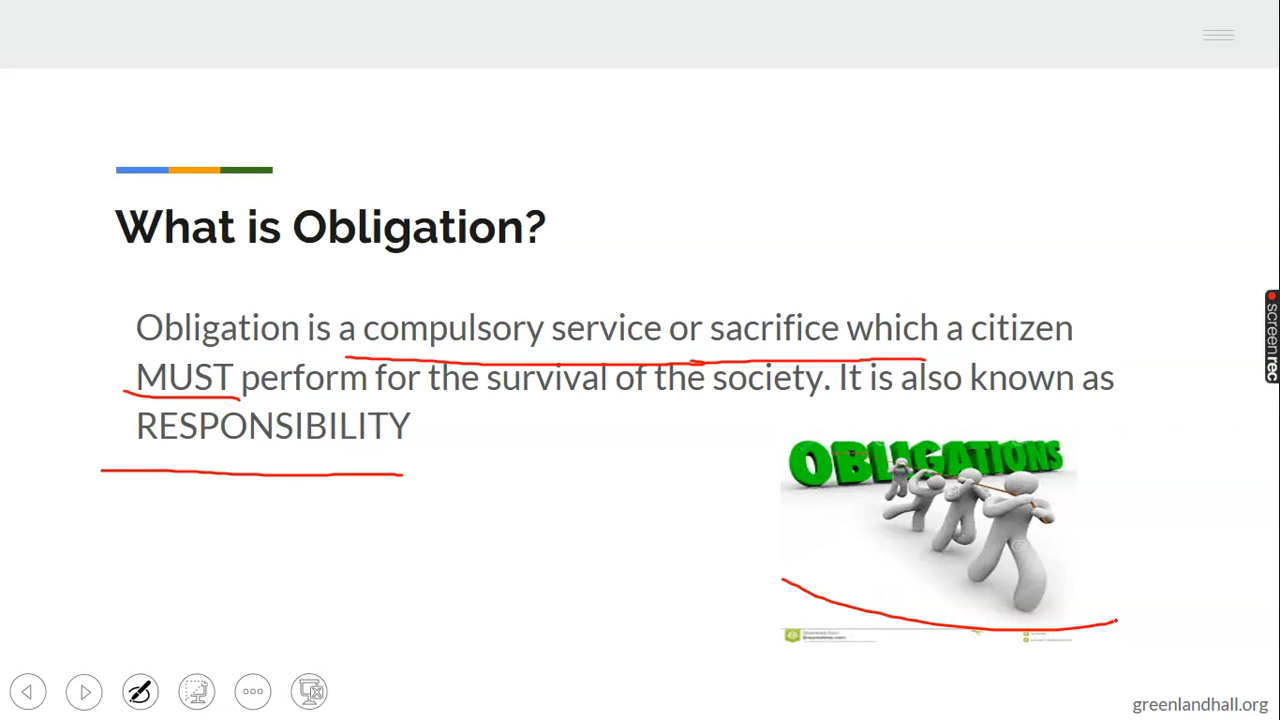 What is Obligation?
Obligation is a compulsory service or sacrifice which a citizen
MUST perform for the survival of the society. It is also known as
RESPONSIBILITY
OBLIGATIONS
screenrec
greenlandhall.org